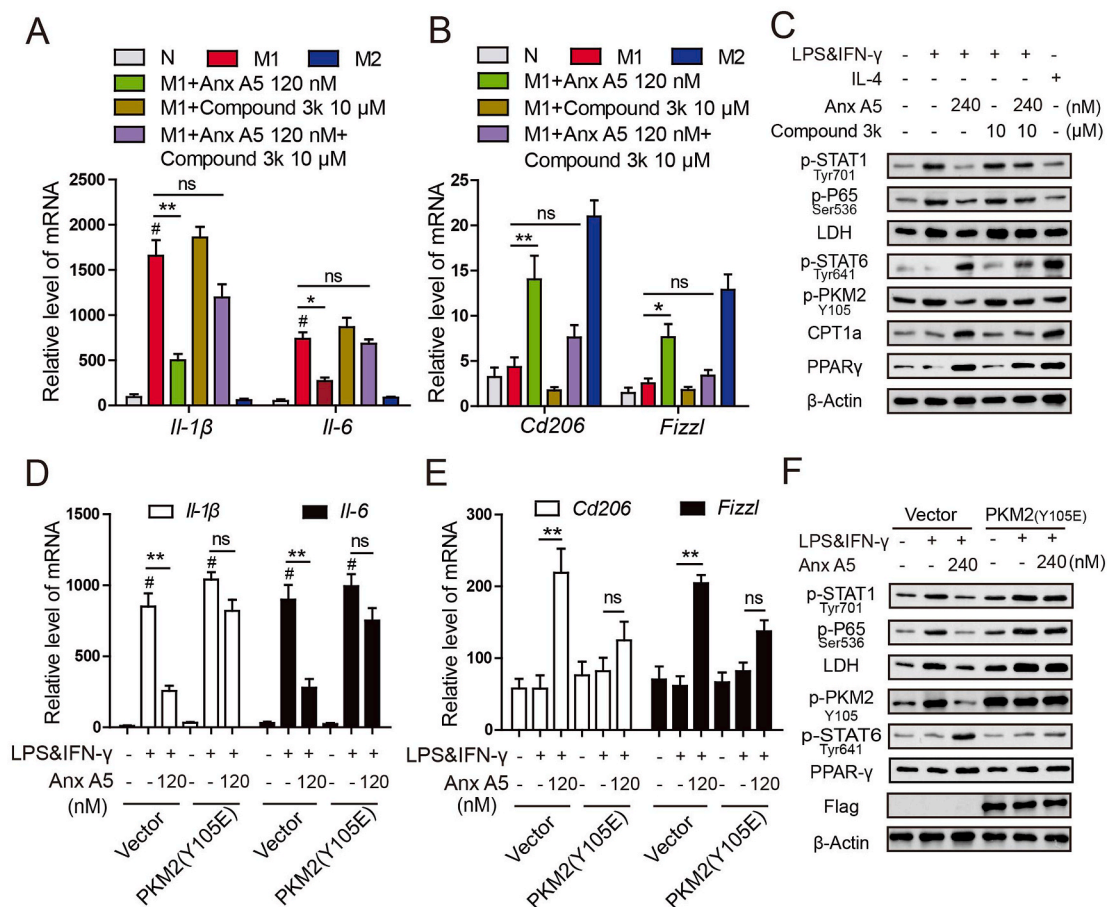 A
N M1 M2
M1+Anx A5 120 nM
M1+Compound 3k 10 μM
M1+Anx A5 120 nM+
Compound 3k 10 μM
Relative level of mRNA
2500
2000
1500
1000
500
0
ns
**
#
ns
*
#
Il-1β Il-6
B
N M1 M2
M1+Anx A5 120 nM
M1+Compound 3k 10 μM
M1+Anx A5 120 nM+
Compound 3k 10 μM
Relative level of mRNA
25
20
15
10
5
0
ns
**
ns
*
Cd206 Fizzl
C
LPS&IFN-γ - + + + + -
IL-4 - - - - - +
Anx A5 - - 240 - 240 - (nM)
Compound 3k - - - 10 10 - (μM)
p-STAT1
Tyr701
p-P65
Ser536
LDH
p-STAT6
Tyr641
p-PKM2
Y105
CPT1a
PPARγ
β-Actin
D
Il-1β Il-6
Relative level of mRNA
1500
1000
500
0
** ns ** ns
# # # #
LPS&IFN-γ - + + - + + - + + - + +
Anx A5 - - 120 - - 120 - - 120 - - 120
(nM)
Vector PKM2(Y105E) Vector PKM2(Y105E)
E
Cd206 Fizzl
Relative level of mRNA
300
200
100
0
** ns ** ns
LPS&IFN-γ - + + - + + - + + - + +
Anx A5 - - 120 - - 120 - - 120 - - 120
(nM)
Vector PKM2(Y105E) Vector PKM2(Y105E)
F
Vector PKM2(Y105E)
LPS&IFN-γ - + + - + +
Anx A5 - - 240 - - 240 (nM)
p-STAT1
Tyr701
p-P65
Ser536
LDH
p-PKM2
Y105
p-STAT6
Tyr641
PPAR-γ
Flag
β-Actin